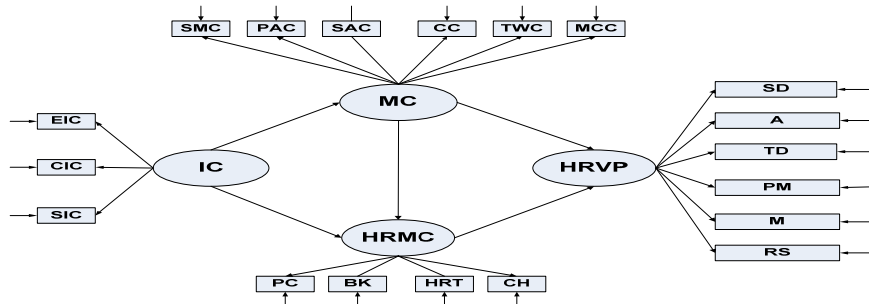 SMC PAC SAC CC TWC MCC
SD
MC
EIC
A
TD
CIC
IC
HRVP
PM
SIC
M
HRMC
RS
PC BK HRT CH